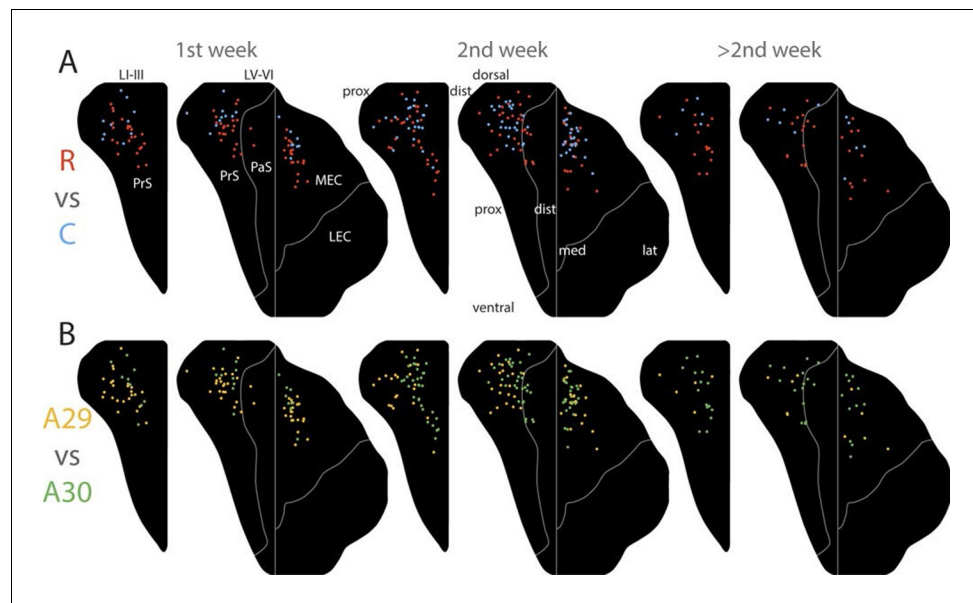 1st week
2nd week
>2nd week
A
LI-III
LV-VI
prox
dist
dorsal
R
vs
C
PrS
PrS
PaS
MEC
LEC
prox
dist
med
lat
ventral
B
A29
vs
A30